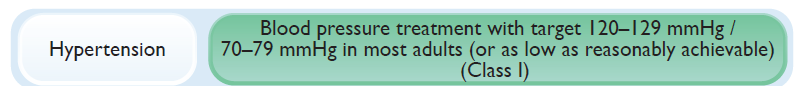 Hypertension
Blood pressure treatment with target 120–129 mmHg /
70–79 mmHg in most adults (or as low as reasonably achievable)
(Class I)